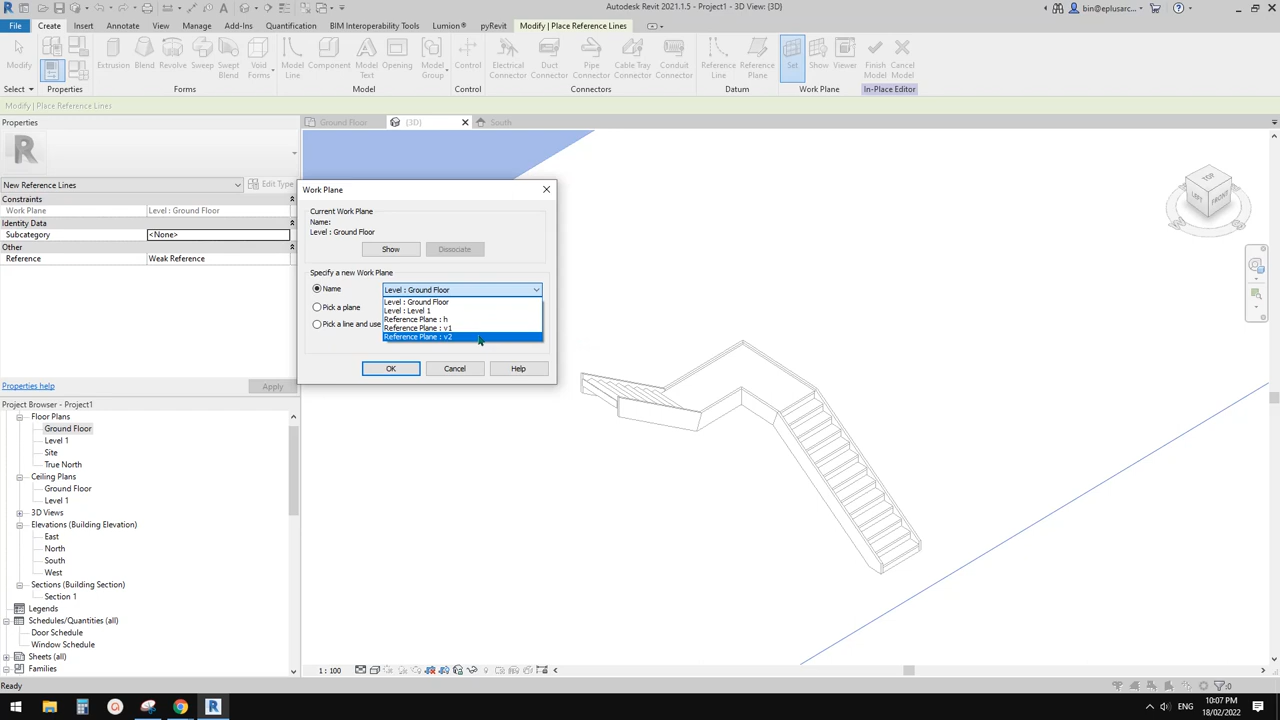 Autodesk Revit 2021.1.5 - Project1 - 3D View: {3D}
bin@eplusarc...
File Create Insert Annotate View Manage Add-Ins Quantification BIM Interoperability Tools Lumion® pyRevit Modify | Place Reference Lines
Modify Extrusion Blend Revolve Sweep Swept Blend Void Forms Model Line Component Model Text Opening Model Group Control Electrical Connector Duct Connector Pipe Connector Cable Tray Connector Conduit Connector Reference Line Reference Plane Set Show Viewer Finish Model Cancel Model
Select Properties Forms Model Control Connectors Datum Work Plane In-Place Editor
Modify | Place Reference Lines
Properties
Ground Floor {3D} South
New Reference Lines Edit Type
Constraints
Work Plane Level : Ground Floor
Identity Data
Subcategory <None>
Other
Reference Weak Reference
Properties help Apply
Work Plane
Current Work Plane
Name:
Level : Ground Floor
Show Dissociate
Specify a new Work Plane
Name Level : Ground Floor
Level : Ground Floor
Level : Level 1
Reference Plane : h
Reference Plane : v1
Reference Plane : v2
Pick a plane
Pick a line and use
OK Cancel Help
TOP
LEFT FRONT
Project Browser - Project1
Floor Plans
Ground Floor
Level 1
Site
True North
Ceiling Plans
Ground Floor
Level 1
3D Views
Elevations (Building Elevation)
East
North
South
West
Sections (Building Section)
Section 1
Legends
Schedules/Quantities (all)
Door Schedule
Window Schedule
Sheets (all)
Families
1 : 100
Ready
:0
ENG
10:07 PM
18/02/2022